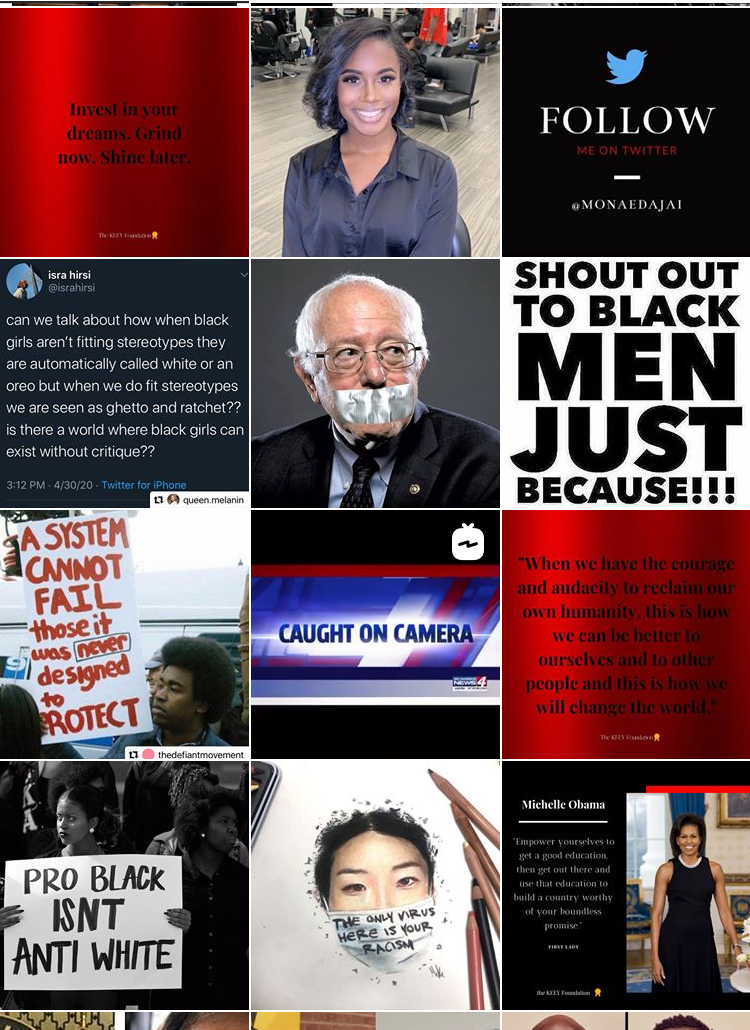 Invest in your
dreams. Grind
now. Shine later.
The KEEY Foundation
FOLLOW
ME ON TWITTER
@MONAEDAJAI
isra hirsi
@israhirsi
can we talk about how when black
girls aren't fitting stereotypes they
are automatically called white or an
oreo but when we do fit stereotypes
we are seen as ghetto and ratchet??
is there a world where black girls can
exist without critique??
3:12 PM · 4/30/20 · Twitter for iPhone
queen.melanin
SHOUT OUT
TO BLACK
MEN
JUST
BECAUSE!!!
A SYSTEM
CANNOT
FAIL
those it
was never
designed
to
PROTECT
thedefiantmovement
CAUGHT ON CAMERA
NEWS 4
"When we have the courage
and audacity to reclaim our
own humanity, this is how
we can be better to
ourselves and to other
people and this is how we
will change the world."
The KEEY Foundation
PRO BLACK
ISNT
ANTI WHITE
THE ONLY VIRUS
HERE IS YOUR
RACISM
Michelle Obama
"Empower yourselves to
get a good education,
then get out there and
use that education to
build a country worthy
of your boundless
promise."
FIRST LADY
the KEEY Foundation